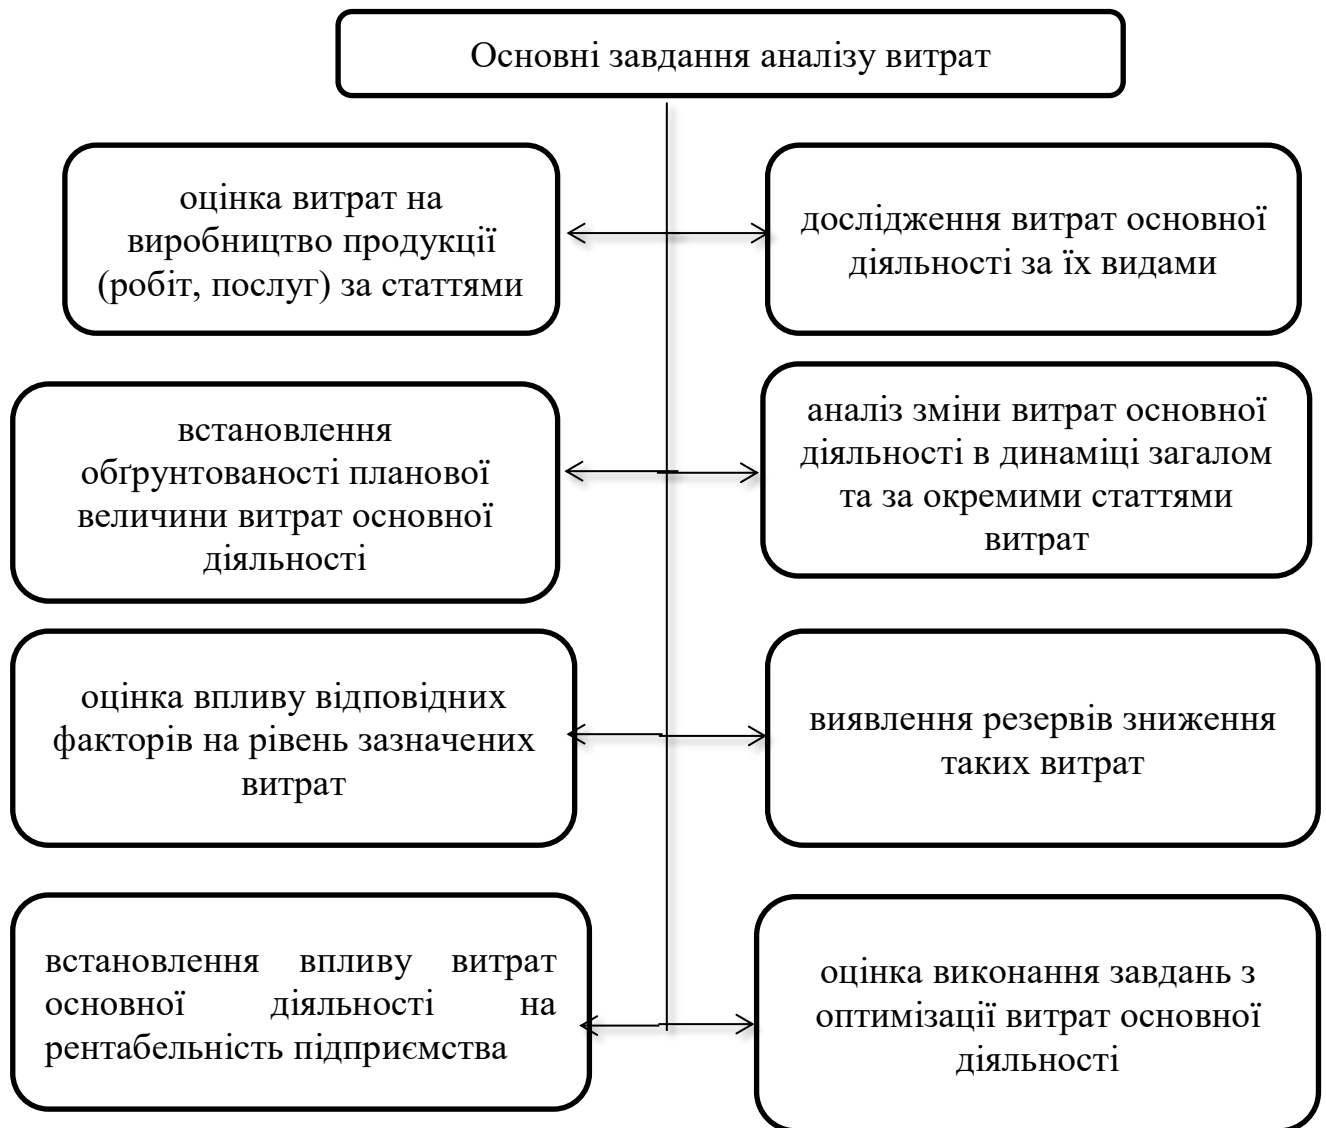 Основні завдання аналізу витрат
оцінка витрат на
виробництво продукції
(робіт, послуг) за статтями
дослідження витрат основної
діяльності за їх видами
встановлення
обґрунтованості планової
величини витрат основної
діяльності
аналіз зміни витрат основної
діяльності в динаміці загалом
та за окремими статтями
витрат
оцінка впливу відповідних
факторів на рівень зазначених
витрат
виявлення резервів зниження
таких витрат
встановлення впливу витрат
основної діяльності на
рентабельність підприємства
оцінка виконання завдань з
оптимізації витрат основної
діяльності